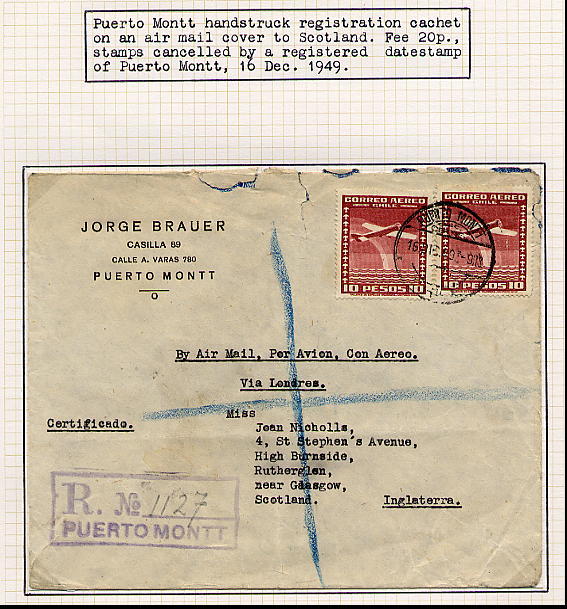 Puerto Montt handstruck registration cachet
on an air mail cover to Scotland. Fee 20p.,
stamps cancelled by a registered datestamp
of Puerto Montt, 16 Dec. 1949.
JORGE BRAUER
CASILLA 89
CALLE A. VARAS 780
PUERTO MONTT
O
CORREO AEREO
CHILE
10 PESOS 10
CORREO AEREO
CHILE
10 PESOS 10
By Air Mail, Per Avion, Con Aereo.
Via Londres.
Certificado.
Miss
Jean Nicholls,
4, St Stephen's Avenue,
High Burnside,
Rutherglen,
near Glasgow,
Scotland. Inglaterra.
R. No 1127
PUERTO MONTT